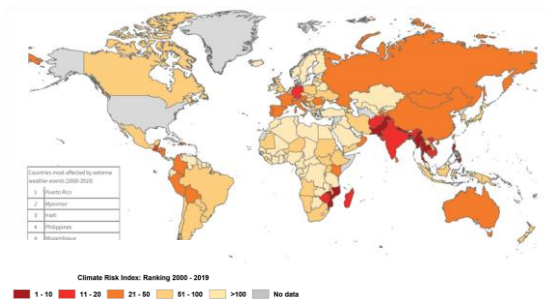 Countries most affected by extreme
weather events (2000-2019)
1 Puerto Rico
2 Myanmar
3 Haiti
4 Philippines
5 Mozambique
Climate Risk Index: Ranking 2000 - 2019
1 - 10
11 - 20
21 - 50
51 - 100
>100
No data